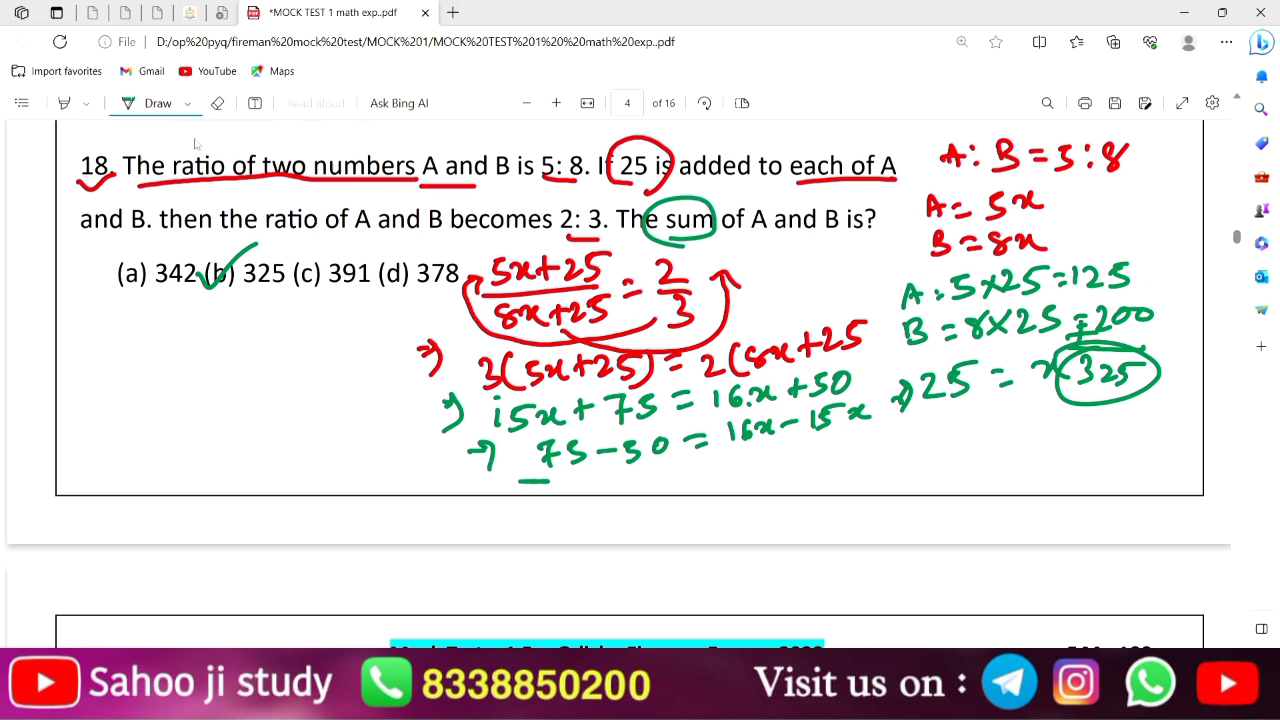 *MOCK TEST 1 math exp..pdf
File D:/op%20pyq/fireman%20mock%20test/MOCK%201/MOCK%20TEST%201%20%20math%20exp..pdf
Import favorites Gmail YouTube Maps
Draw Read aloud Ask Bing AI 4 of 16
18. The ratio of two numbers A and B is 5: 8. If 25 is added to each of A
and B. then the ratio of A and B becomes 2: 3. The sum of A and B is?
(a) 342 (b) 325 (c) 391 (d) 378
A : B = 5 : 8
A = 5x
B = 8x
5x+25 / 8x+25 = 2/3
⇒ 3(5x+25) = 2(8x+25
⇒ 15x + 75 = 16x + 50
⇒ 75 - 50 = 16x - 15x
⇒ 25 = x
A : 5×25 = 125
B = 8×25 = 200
325
Sahoo ji study 8338850200 Visit us on :